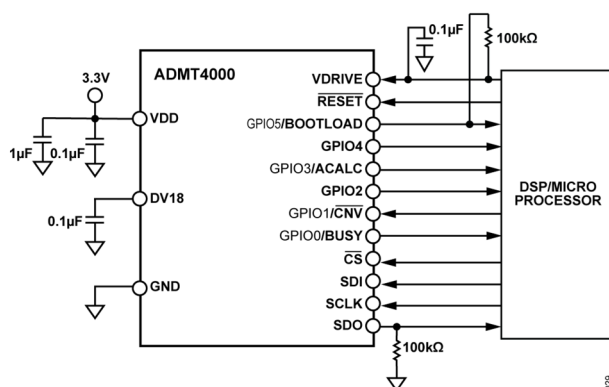 0.1µF
100kΩ
ADMT4000
3.3V
VDRIVE
RESET
VDD
GPIO5/BOOTLOAD
GPIO4
1µF
0.1µF
GPIO3/ACALC
DV18
GPIO2
DSP/MICRO
PROCESSOR
0.1µF
GPIO1/CNV
GPIO0/BUSY
CS
GND
SDI
SCLK
SDO
100kΩ